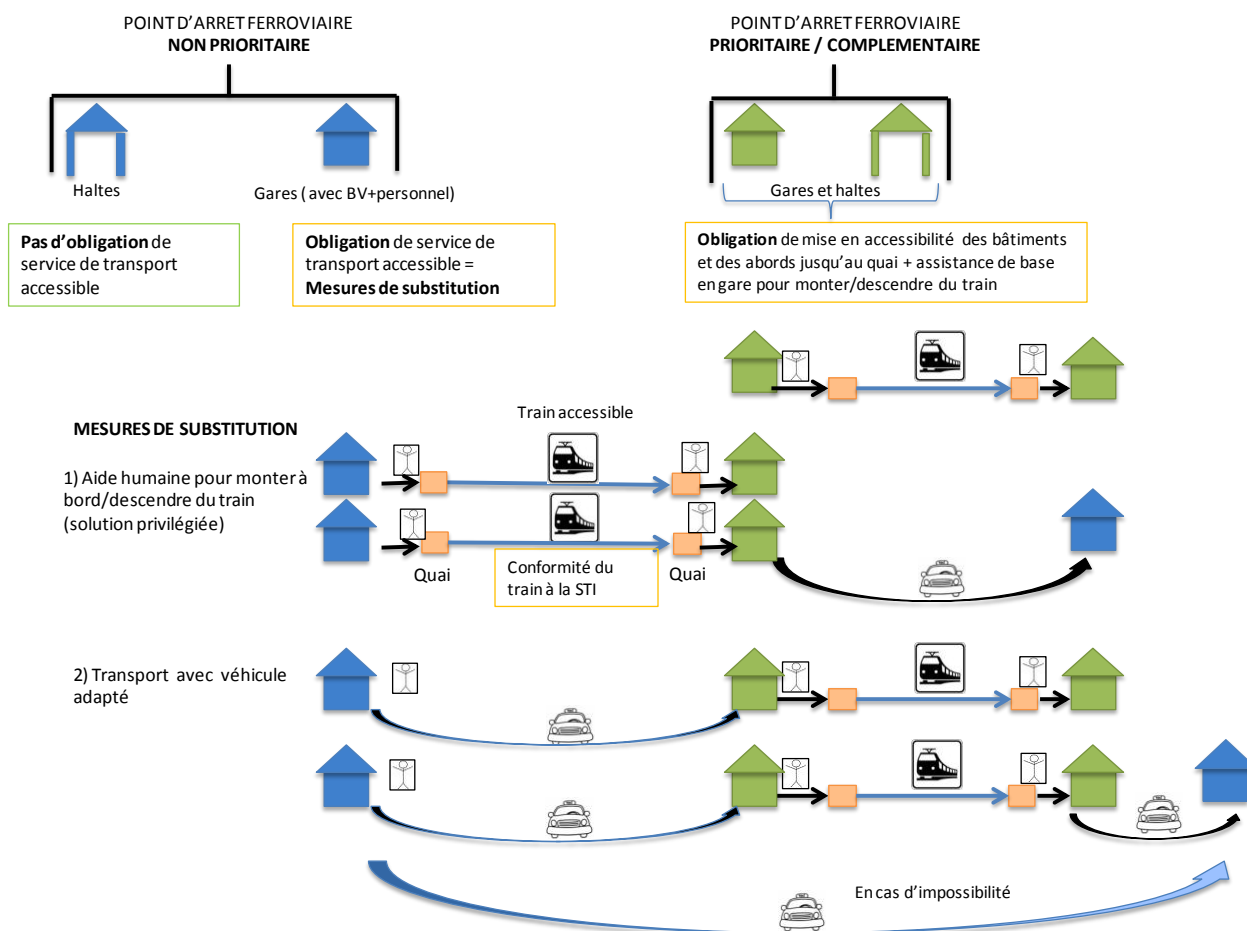 POINT D'ARRET FERROVIAIRE
NON PRIORITAIRE
POINT D'ARRET FERROVIAIRE
PRIORITAIRE / COMPLEMENTAIRE
Haltes
Gares ( avec BV+personnel)
Gares et haltes
Pas d'obligation de
service de transport
accessible
Obligation de service de
transport accessible =
Mesures de substitution
Obligation de mise en accessibilité des bâtiments
et des abords jusqu'au quai + assistance de base
en gare pour monter/descendre du train
MESURES DE SUBSTITUTION
Train accessible
1) Aide humaine pour monter à
bord/descendre du train
(solution privilégiée)
Quai
Conformité du
train à la STI
Quai
2) Transport avec véhicule
adapté
En cas d'impossibilité